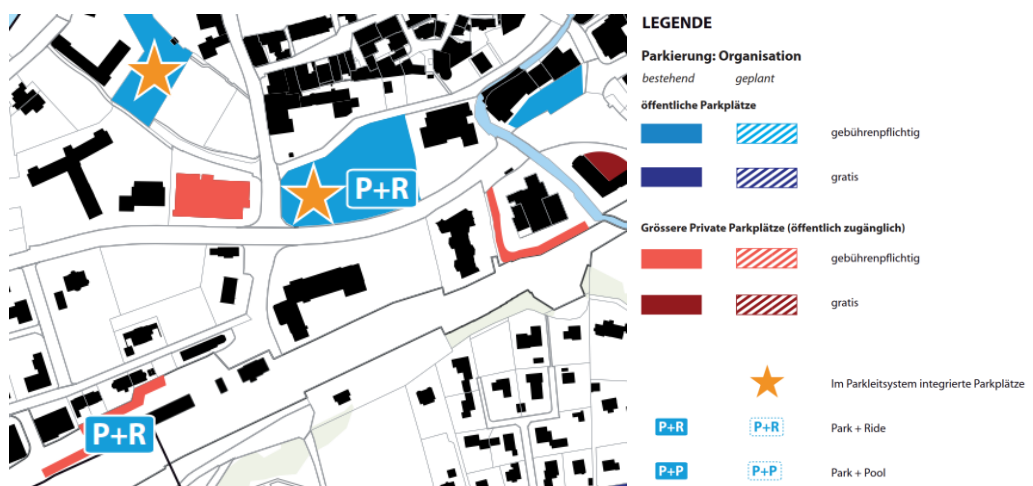 P+R
P+R
LEGENDE
Parkierung: Organisation
bestehend geplant
öffentliche Parkplätze
gebührenpflichtig
gratis
Grössere Private Parkplätze (öffentlich zugänglich)
gebührenpflichtig
gratis
Im Parkleitsystem integrierte Parkplätze
P+R P+R Park + Ride
P+P P+P Park + Pool